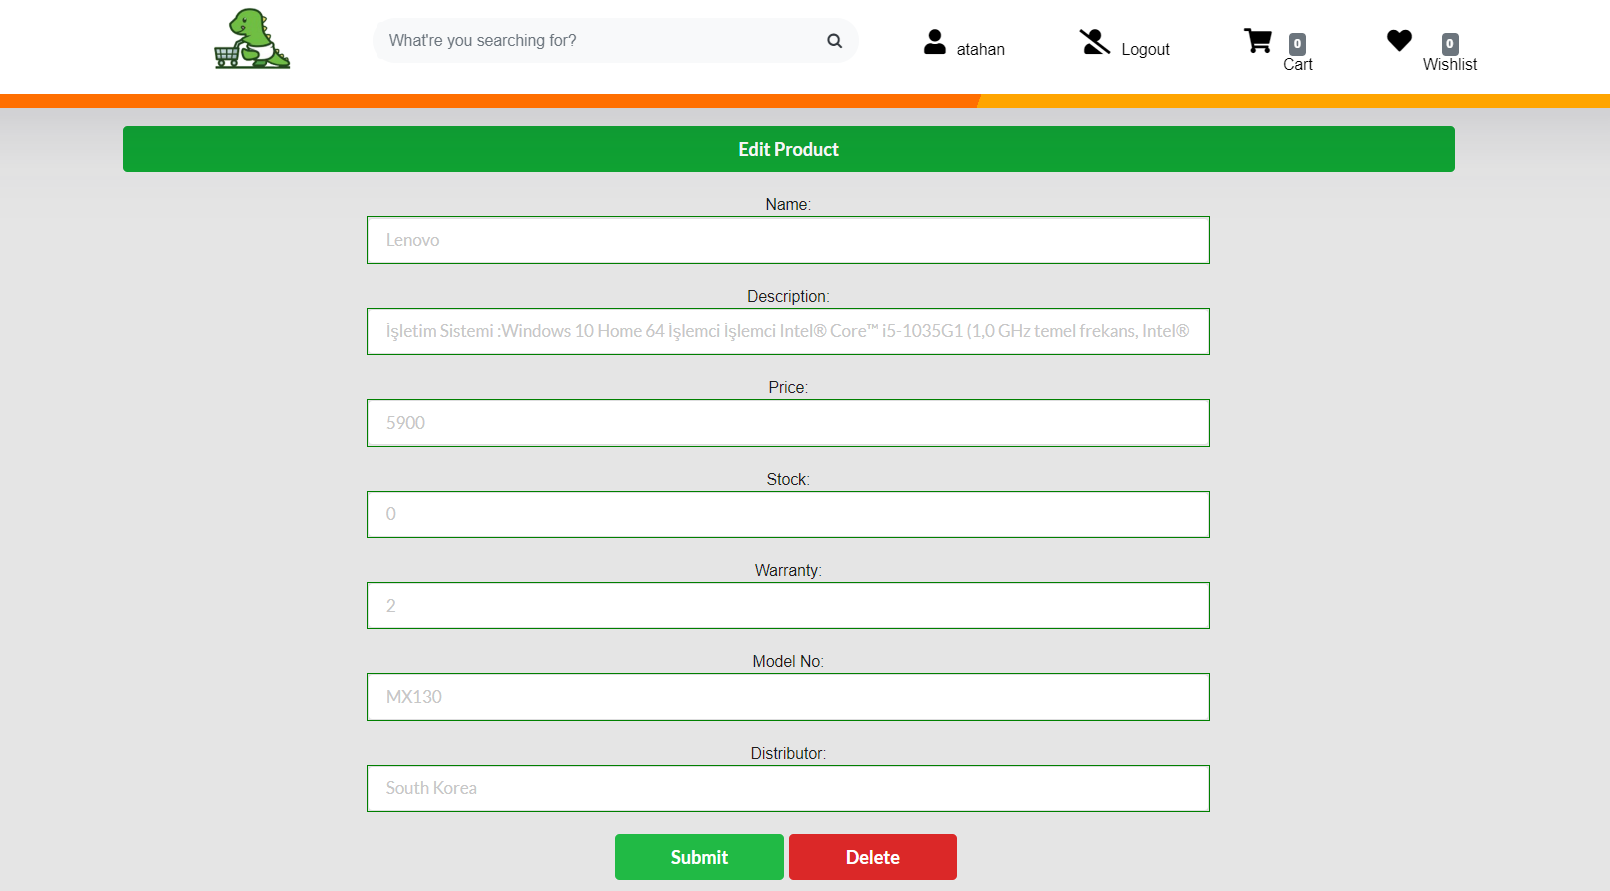 What're you searching for?
atahan
Logout
0
Cart
0
Wishlist
Edit Product
Name:
Lenovo
Description:
İşletim Sistemi :Windows 10 Home 64 İşlemci İşlemci Intel® Core™ i5-1035G1 (1,0 GHz temel frekans, Intel®
Price:
5900
Stock:
0
Warranty:
2
Model No:
MX130
Distributor:
South Korea
Submit
Delete